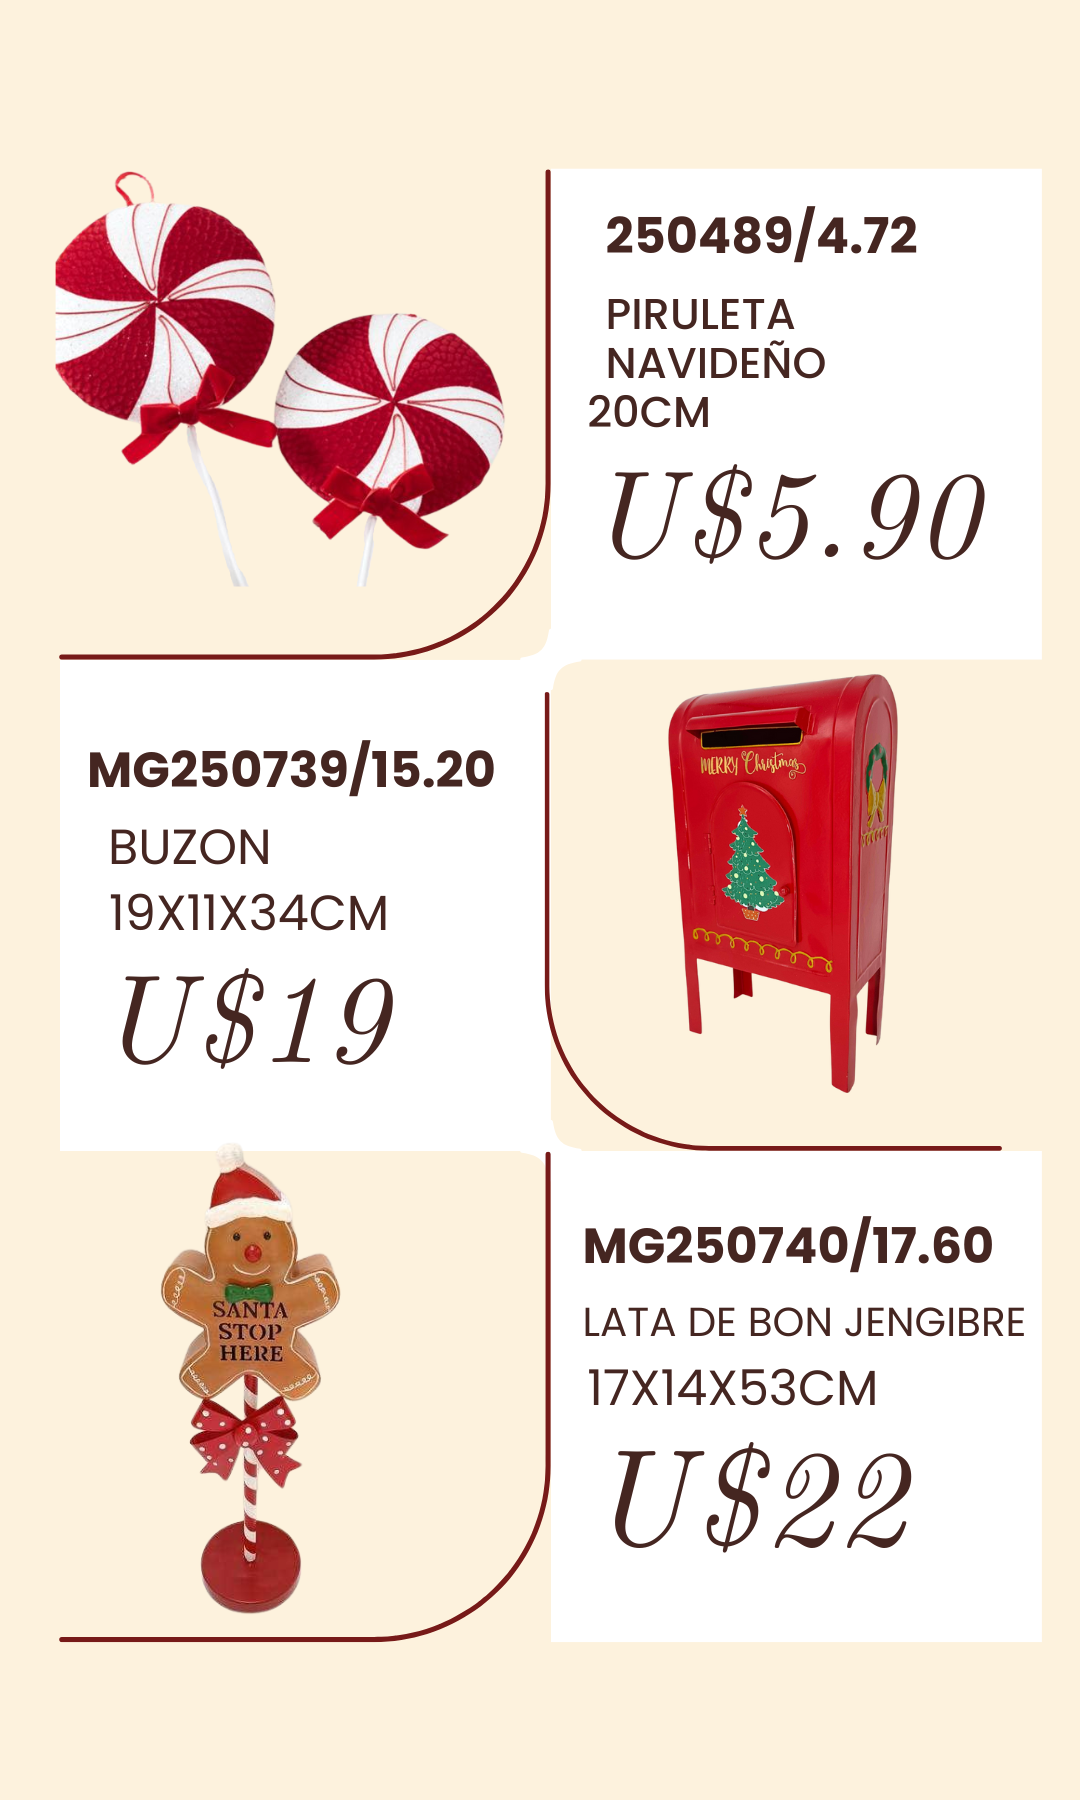 250489/4.72
PIRULETA
NAVIDEÑO
20CM
U$5.90
MG250739/15.20
BUZON
19X11X34CM
U$19
MERRY Christmas
SANTA
STOP
HERE
MG250740/17.60
LATA DE BON JENGIBRE
17X14X53CM
U$22